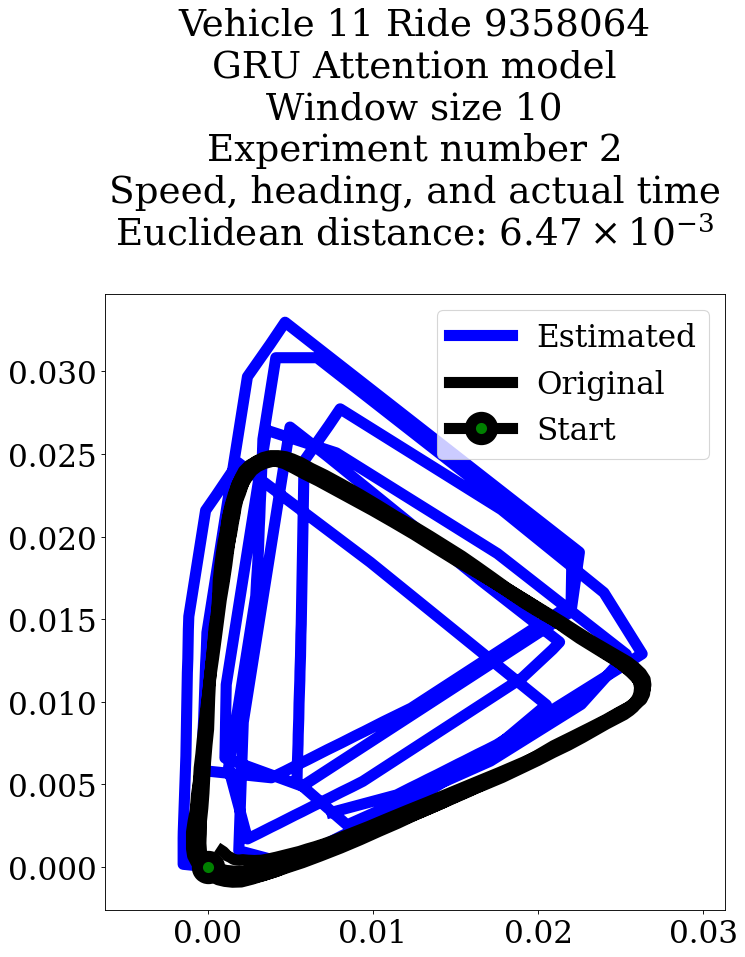 Vehicle 11 Ride 9358064
GRU Attention model
Window size 10
Experiment number 2
Speed, heading, and actual time
Euclidean distance: 6.47 × 10⁻³
Estimated
Original
Start
0.030
0.025
0.020
0.015
0.010
0.005
0.000
0.00 0.01 0.02 0.03